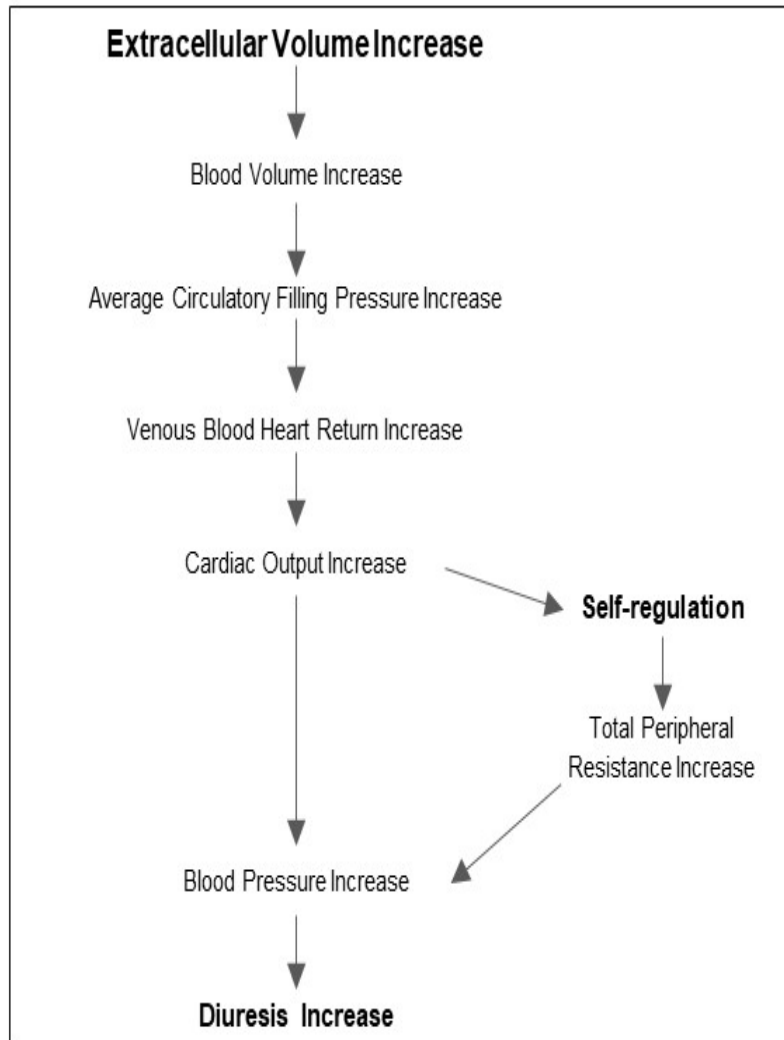 Extracellular Volume Increase
Blood Volume Increase
Average Circulatory Filling Pressure Increase
Venous Blood Heart Return Increase
Cardiac Output Increase
Self-regulation
Total Peripheral
Resistance Increase
Blood Pressure Increase
Diuresis Increase